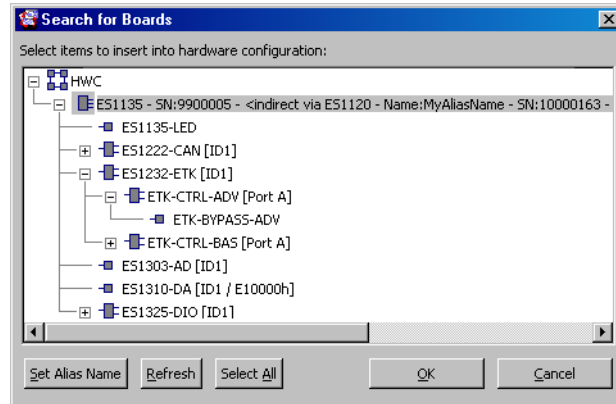 Search for Boards
Select items to insert into hardware configuration:
HWC
ES1135 - SN:9900005 - <indirect via ES1120 - Name:MyAliasName - SN:10000163 -
ES1135-LED
ES1222-CAN [ID1]
ES1232-ETK [ID1]
ETK-CTRL-ADV [Port A]
ETK-BYPASS-ADV
ETK-CTRL-BAS [Port A]
ES1303-AD [ID1]
ES1310-DA [ID1 / E10000h]
ES1325-DIO [ID1]
Set Alias Name Refresh Select All OK Cancel